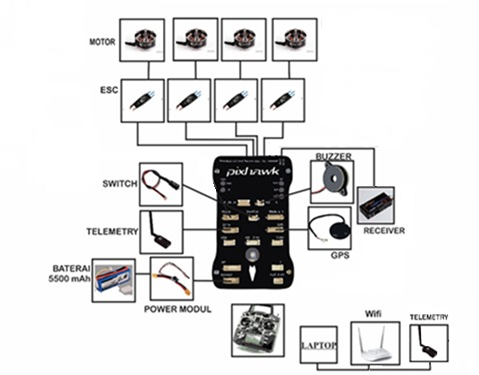 MOTOR
ESC
pixhawk
BUZZER
SWITCH
RECEIVER
TELEMETRY
GPS
BATERAI
5500 mAh
POWER MODUL
Wifi
TELEMETRY
LAPTOP